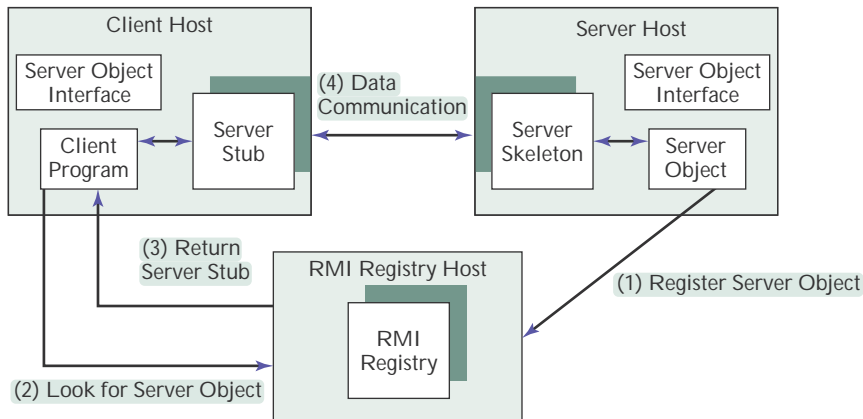 Client Host
Server Object
Interface
Client
Program
Server
Stub
(4) Data
Communication
Server Host
Server Object
Interface
Server
Skeleton
Server
Object
(3) Return
Server Stub
RMI Registry Host
RMI
Registry
(1) Register Server Object
(2) Look for Server Object